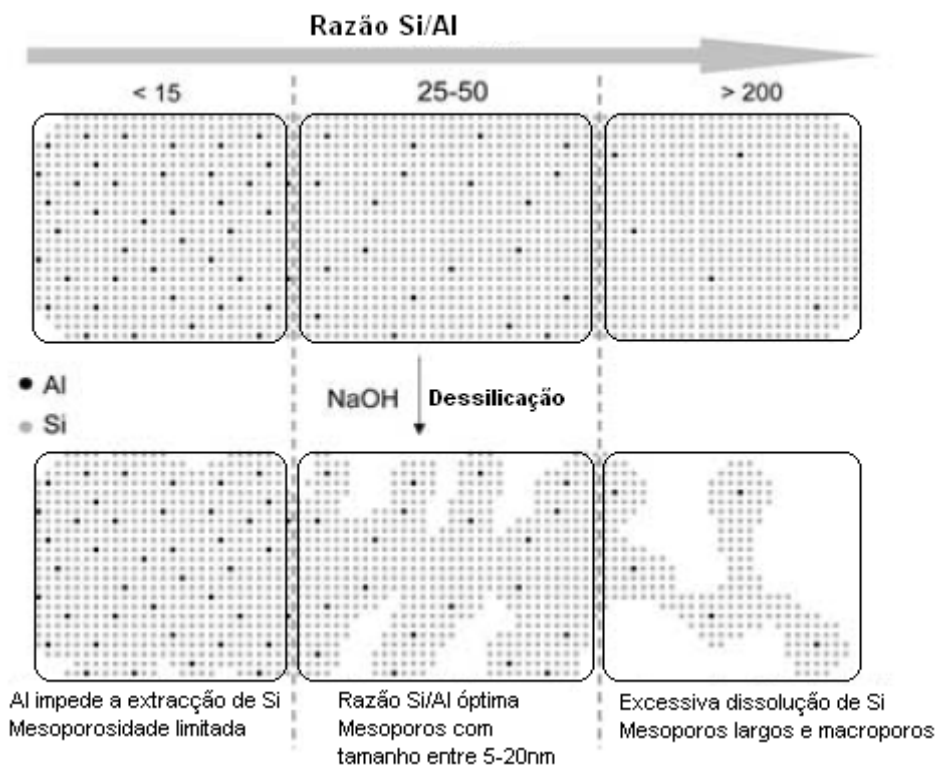 Razão Si/Al
< 15
25-50
> 200
Al
Si
NaOH
Dessilicação
Al impede a extracção de Si
Mesoporosidade limitada
Razão Si/Al óptima
Mesoporos com
tamanho entre 5-20nm
Excessiva dissolução de Si
Mesoporos largos e macroporos